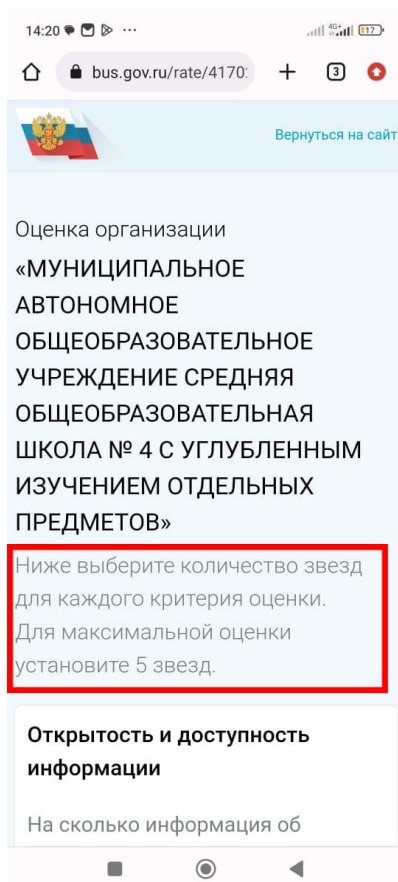 14:20 ...
4G+
17
bus.gov.ru/rate/4170
3
Вернуться на сайт
Оценка организации
«МУНИЦИПАЛЬНОЕ
АВТОНОМНОЕ
ОБЩЕОБРАЗОВАТЕЛЬНОЕ
УЧРЕЖДЕНИЕ СРЕДНЯЯ
ОБЩЕОБРАЗОВАТЕЛЬНАЯ
ШКОЛА № 4 С УГЛУБЛЕННЫМ
ИЗУЧЕНИЕМ ОТДЕЛЬНЫХ
ПРЕДМЕТОВ»
Ниже выберите количество звезд
для каждого критерия оценки.
Для максимальной оценки
установите 5 звезд.
Открытость и доступность
информации
На сколько информация об